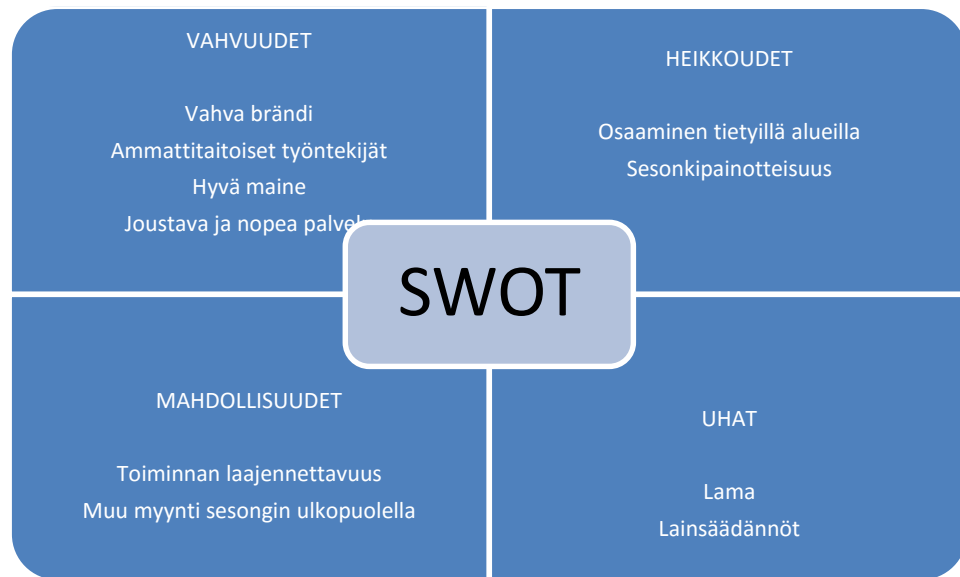 VAHVUUDET
Vahva brändi
Ammattitaitoiset työntekijät
Hyvä maine
Joustava ja nopea
HEIKKOUDET
Osaaminen tietyillä alueilla
Sesonkipainotteisuus
SWOT
MAHDOLLISUUDET
Toiminnan laajennettavuus
Muu myynti sesongin ulkopuolella
UHAT
Lama
Lainsäädännöt